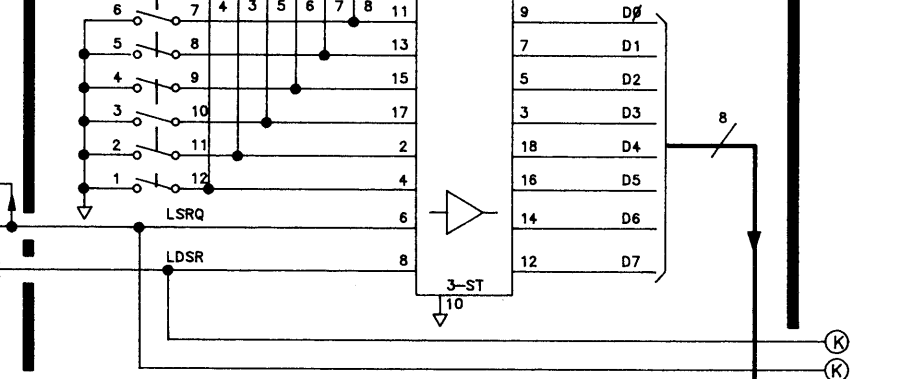 6 7 4 3 5 6 7 8 11 9 DØ
5 8 13 7 D1
4 9 15 5 D2
3 10 17 3 D3
2 11 2 18 D4 8
1 12 4 16 D5
LSRQ 6 14 D6
LDSR 8 12 D7
3-ST
10
K
K